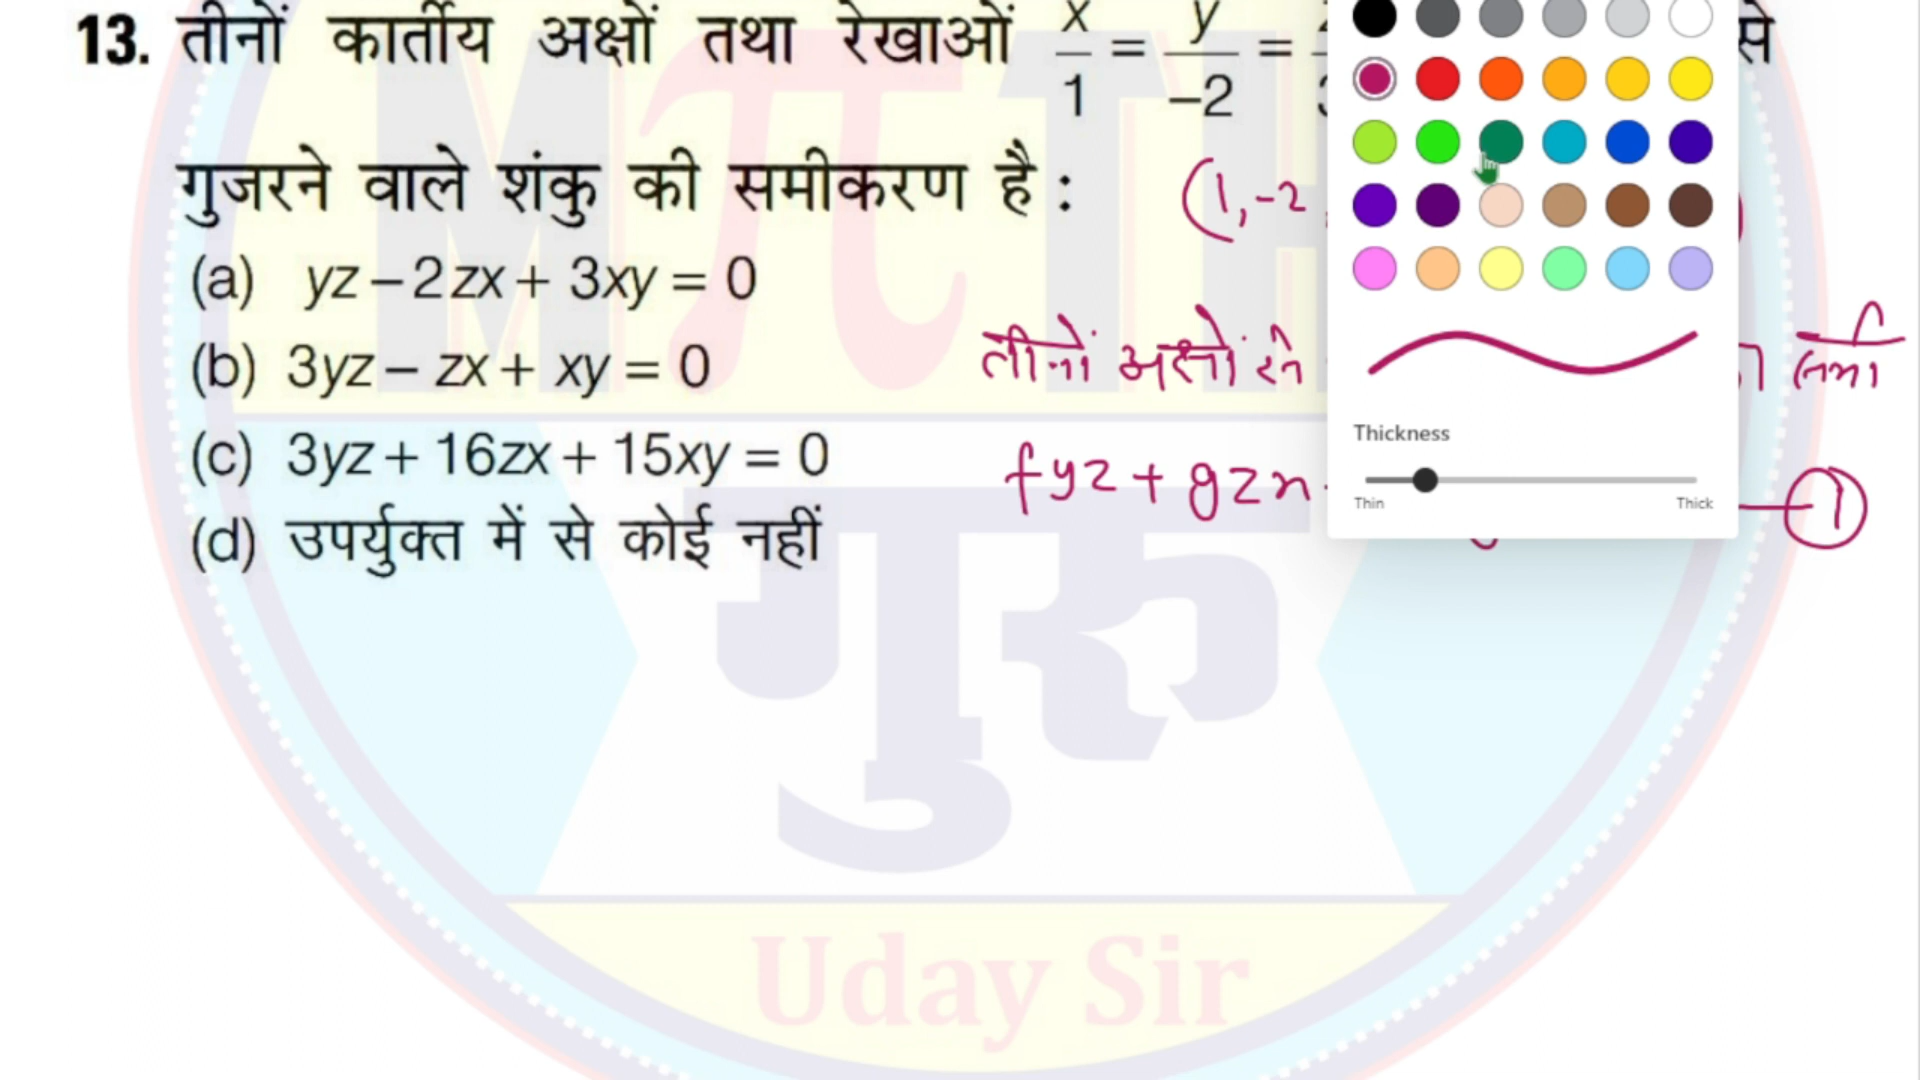 13. तीनों कार्तीय अक्षों तथा रेखाओं x/1 = y/–2 = से
गुजरने वाले शंकु की समीकरण है :
(1, -2
(a) yz – 2zx + 3xy = 0
तीनों अक्षों से
(b) 3yz – zx + xy = 0
(c) 3yz + 16zx + 15xy = 0
fyz + gzx
1
(d) उपर्युक्त में से कोई नहीं
Thickness
Thin Thick
MπTH
गुरु
Uday Sir